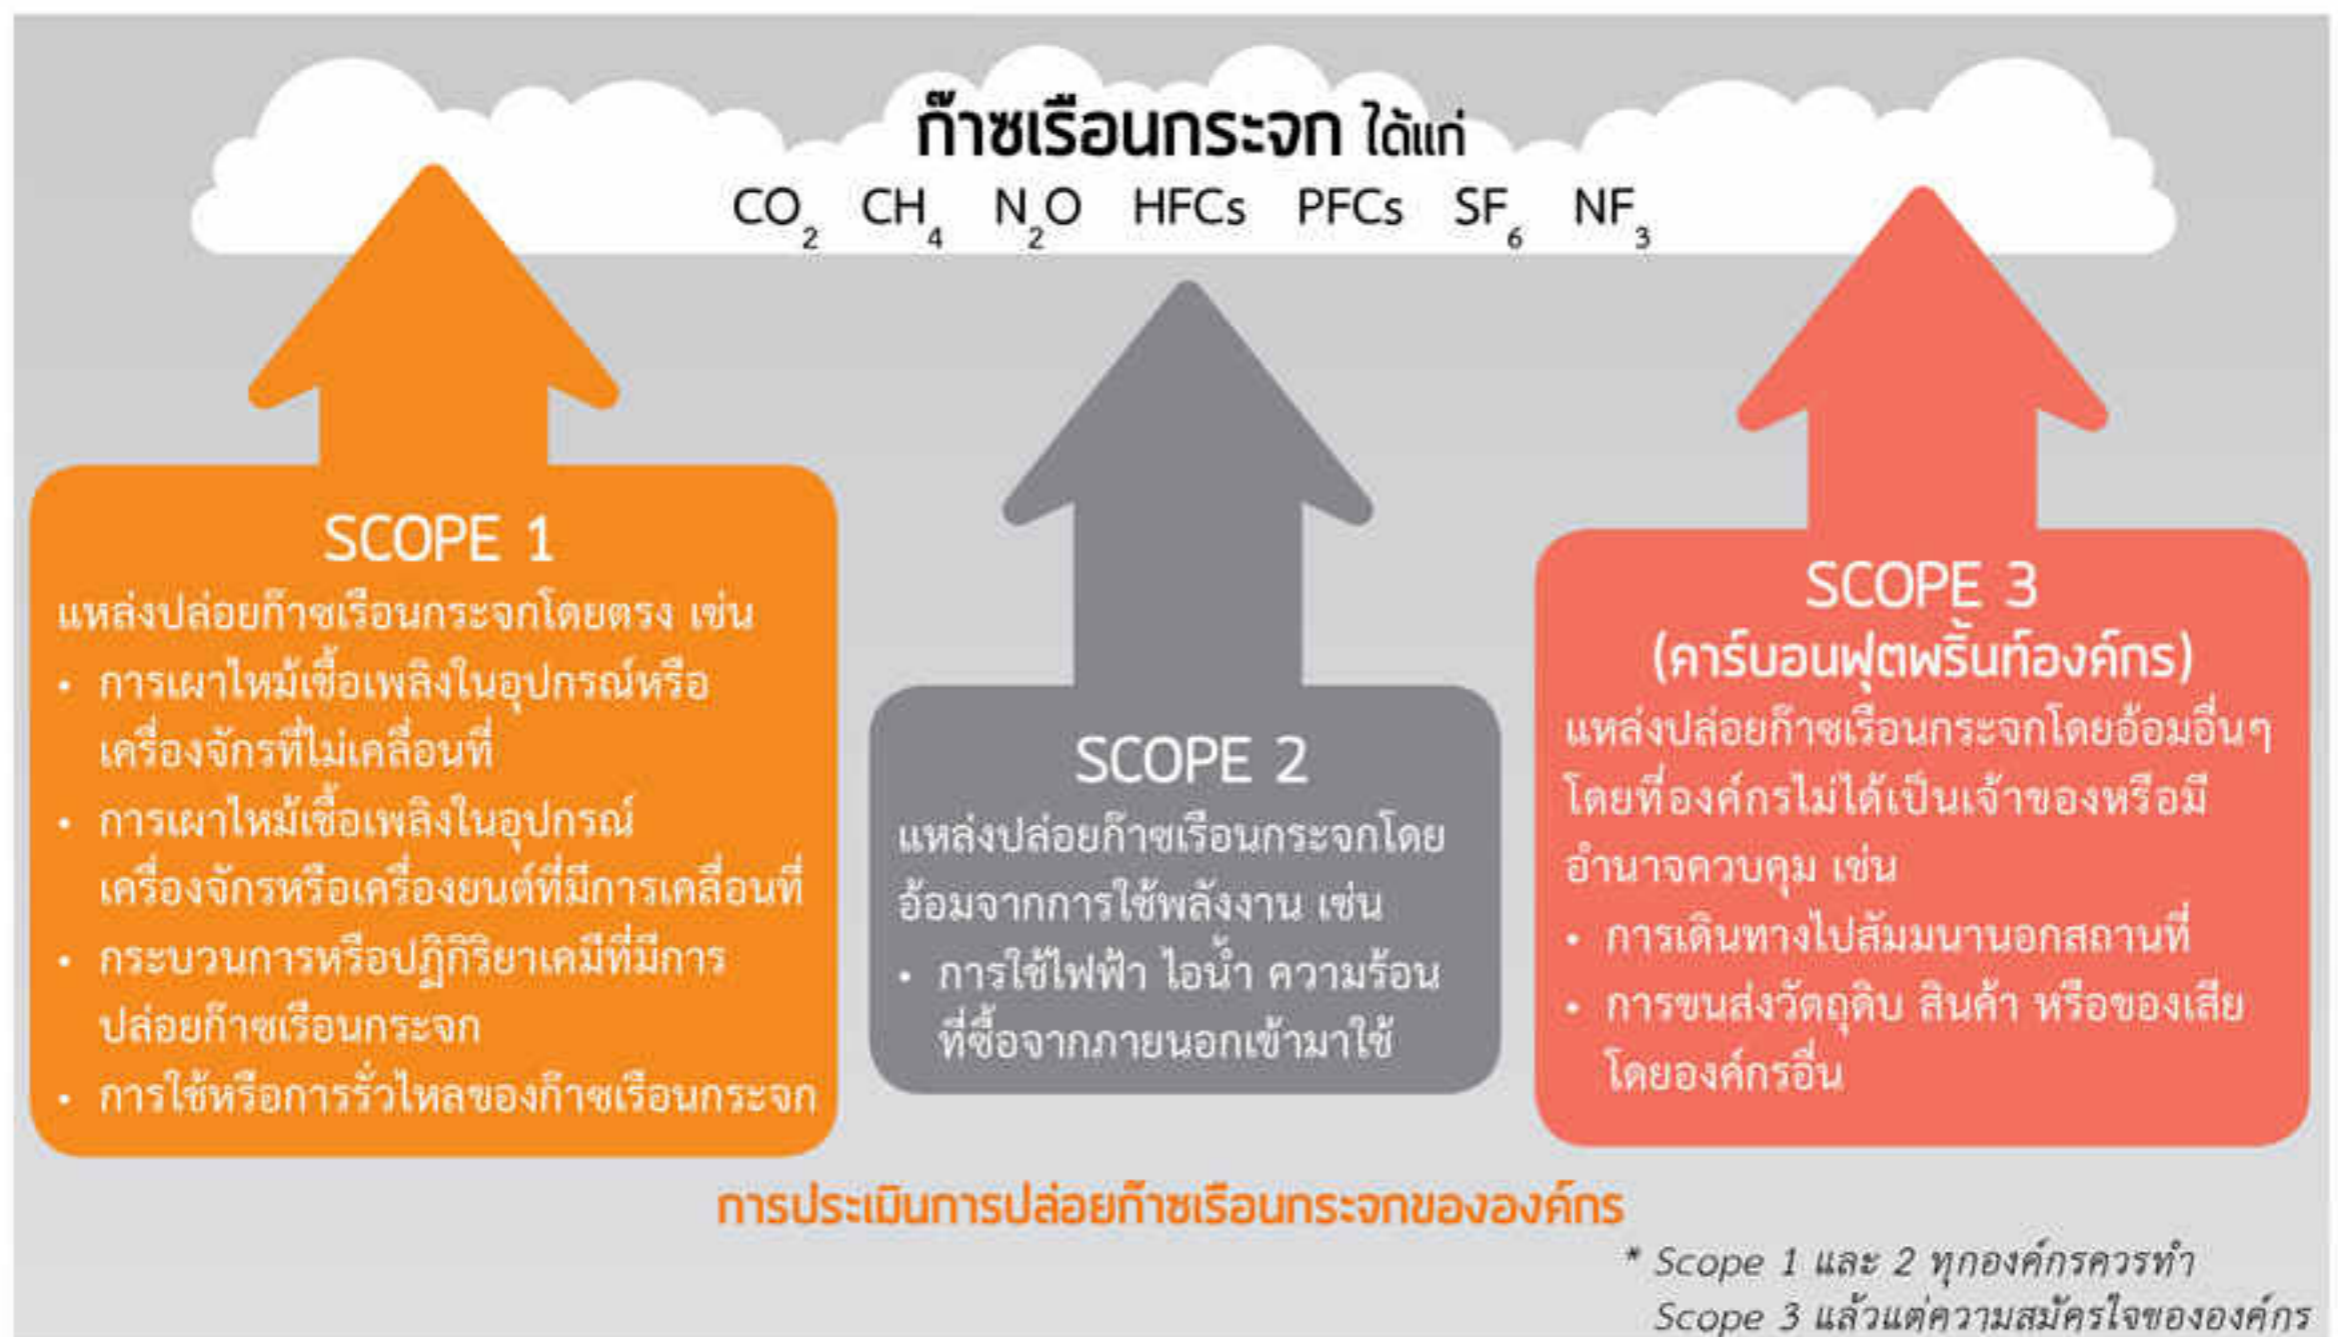 ก๊าซเรือนกระจก ได้แก่
CO2 CH4 N2O HFCs PFCs SF6 NF3
SCOPE 1
แหล่งปล่อยก๊าซเรือนกระจกโดยตรง เช่น
• การเผาไหม้เชื้อเพลิงในอุปกรณ์หรือ
เครื่องจักรที่ไม่เคลื่อนที่
• การเผาไหม้เชื้อเพลิงในอุปกรณ์
เครื่องจักรหรือเครื่องยนต์ที่มีการเคลื่อนที่
• กระบวนการหรือปฏิกิริยาเคมีที่มีการ
ปล่อยก๊าซเรือนกระจก
• การใช้หรือการรั่วไหลของก๊าซเรือนกระจก
SCOPE 2
แหล่งปล่อยก๊าซเรือนกระจกโดย
อ้อมจากการใช้พลังงาน เช่น
• การใช้ไฟฟ้า ไอน้ำ ความร้อน
ที่ซื้อจากภายนอกเข้ามาใช้
SCOPE 3
(คาร์บอนฟุตพริ้นท์องค์กร)
แหล่งปล่อยก๊าซเรือนกระจกโดยอ้อมอื่นๆ
โดยที่องค์กรไม่ได้เป็นเจ้าของหรือมี
อำนาจควบคุม เช่น
• การเดินทางไปสัมมนานอกสถานที่
• การขนส่งวัตถุดิบ สินค้า หรือของเสีย
โดยองค์กรอื่น
การประเมินการปล่อยก๊าซเรือนกระจกขององค์กร
* Scope 1 และ 2 ทุกองค์กรควรทำ
Scope 3 แล้วแต่ความสมัครใจขององค์กร